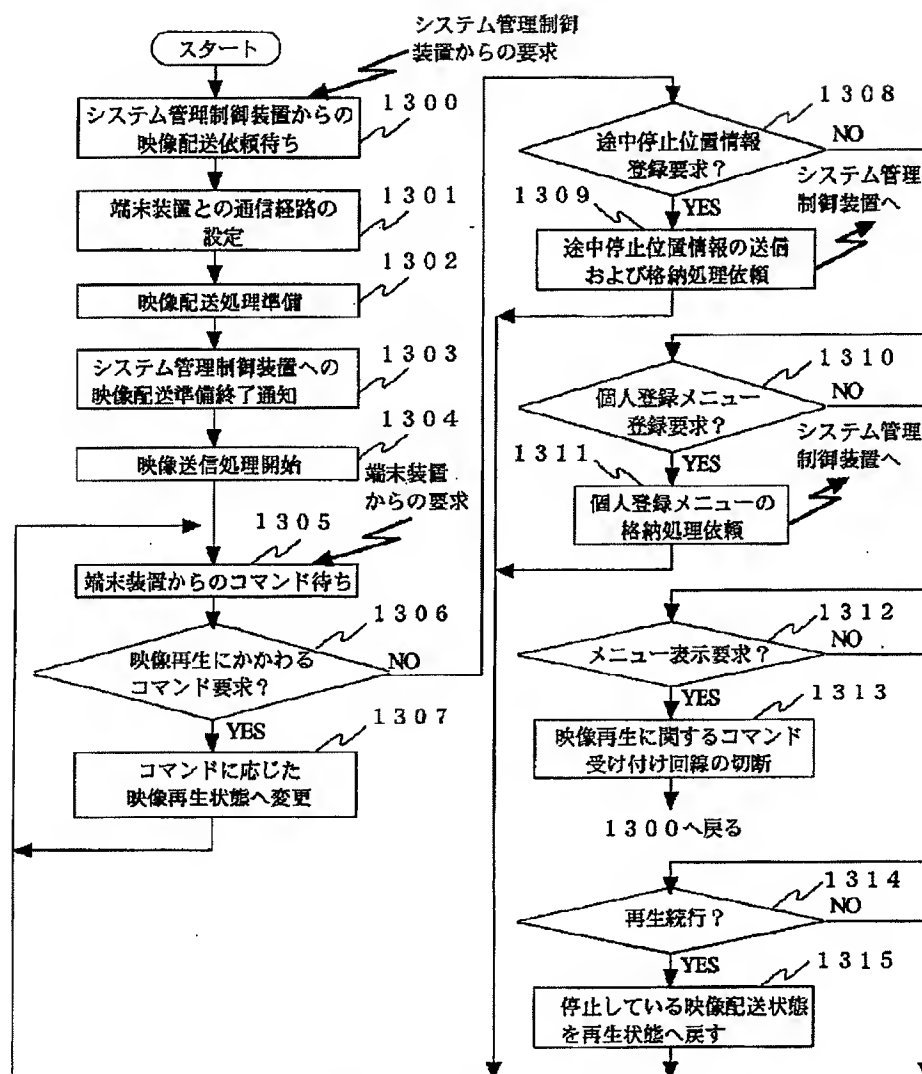 スタート
システム管理制御
装置からの要求
1300
システム管理制御装置からの
映像配送依頼待ち
1301
端末装置との通信経路の
設定
1302
映像配送処理準備
1303
システム管理制御装置への
映像配送準備終了通知
1304
映像送信処理開始
端末装置
からの要求
1305
端末装置からのコマンド待ち
1306
映像再生にかかわる
コマンド要求？
NO
YES
1307
コマンドに応じた
映像再生状態へ変更
1308
途中停止位置情報
登録要求？
NO
YES
1309
システム管理
制御装置へ
途中停止位置情報の送信
および格納処理依頼
1310
個人登録メニュー
登録要求？
NO
YES
1311
システム管理
制御装置へ
個人登録メニューの
格納処理依頼
1312
メニュー表示要求？
NO
YES
1313
映像再生に関するコマンド
受け付け回線の切断
1300へ戻る
1314
再生続行？
NO
YES
1315
停止している映像配送状態
を再生状態へ戻す